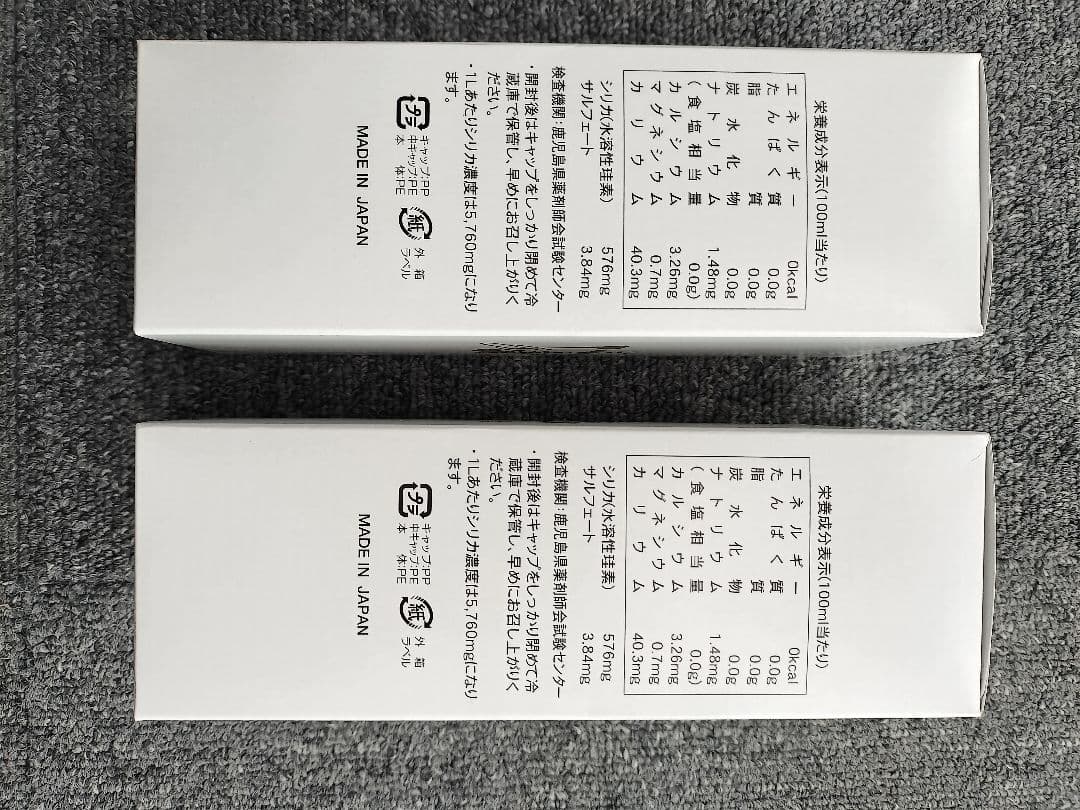 栄養成分表示(100ml当たり)
エネルギー 0kcal
たんぱく質 0.0g
脂質 0.0g
炭水化物 0.0g
ナトリウム 1.48mg
(食塩相当量 0.0g)
カルシウム 3.26mg
マグネシウム 0.7mg
カリウム 40.3mg
シリカ(水溶性珪素) 576mg
サルフェート 3.84mg
検査機関:鹿児島県薬剤師会試験センター
・開封後はキャップをしっかり閉めて冷
蔵庫で保管し、早めにお召し上がりく
ださい。
・1Lあたりシリカ濃度は5,760mgになり
ます。
プラ
キャップ:PP
中キャップ:PE
本体:PE
紙
外箱
ラベル
MADE IN JAPAN
栄養成分表示(100ml当たり)
エネルギー 0kcal
たんぱく質 0.0g
脂質 0.0g
炭水化物 0.0g
ナトリウム 1.48mg
(食塩相当量 0.0g)
カルシウム 3.26mg
マグネシウム 0.7mg
カリウム 40.3mg
シリカ(水溶性珪素) 576mg
サルフェート 3.84mg
検査機関:鹿児島県薬剤師会試験センター
・開封後はキャップをしっかり閉めて冷
蔵庫で保管し、早めにお召し上がりく
ださい。
・1Lあたりシリカ濃度は5,760mgになり
ます。
プラ
キャップ:PP
中キャップ:PE
本体:PE
紙
外箱
ラベル
MADE IN JAPAN